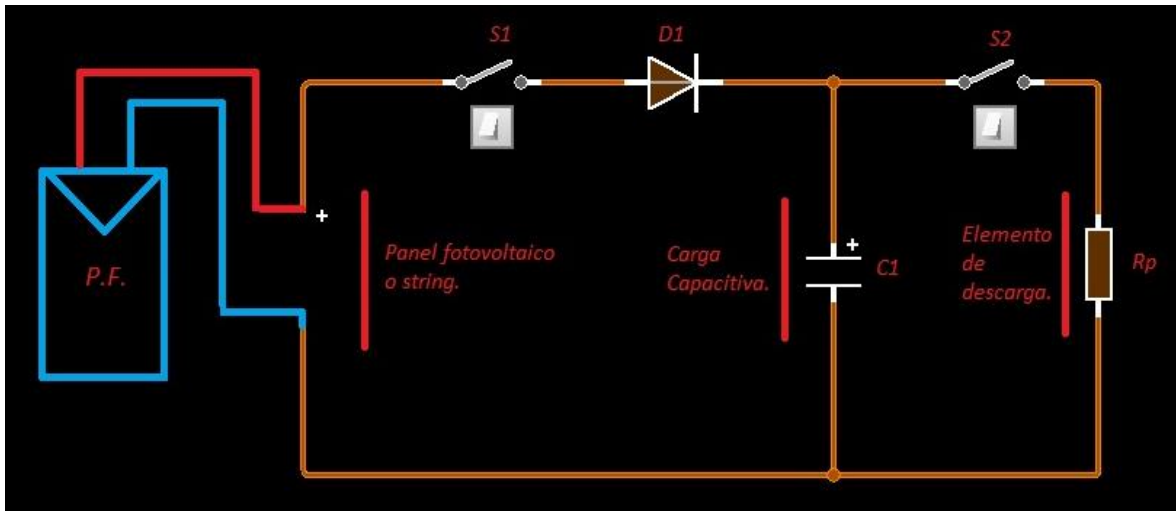 S1
D1
S2
+
Panel fotovoltaico
o string.
P.F.
Carga
Capacitiva.
+
C1
Elemento
de
descarga.
Rp